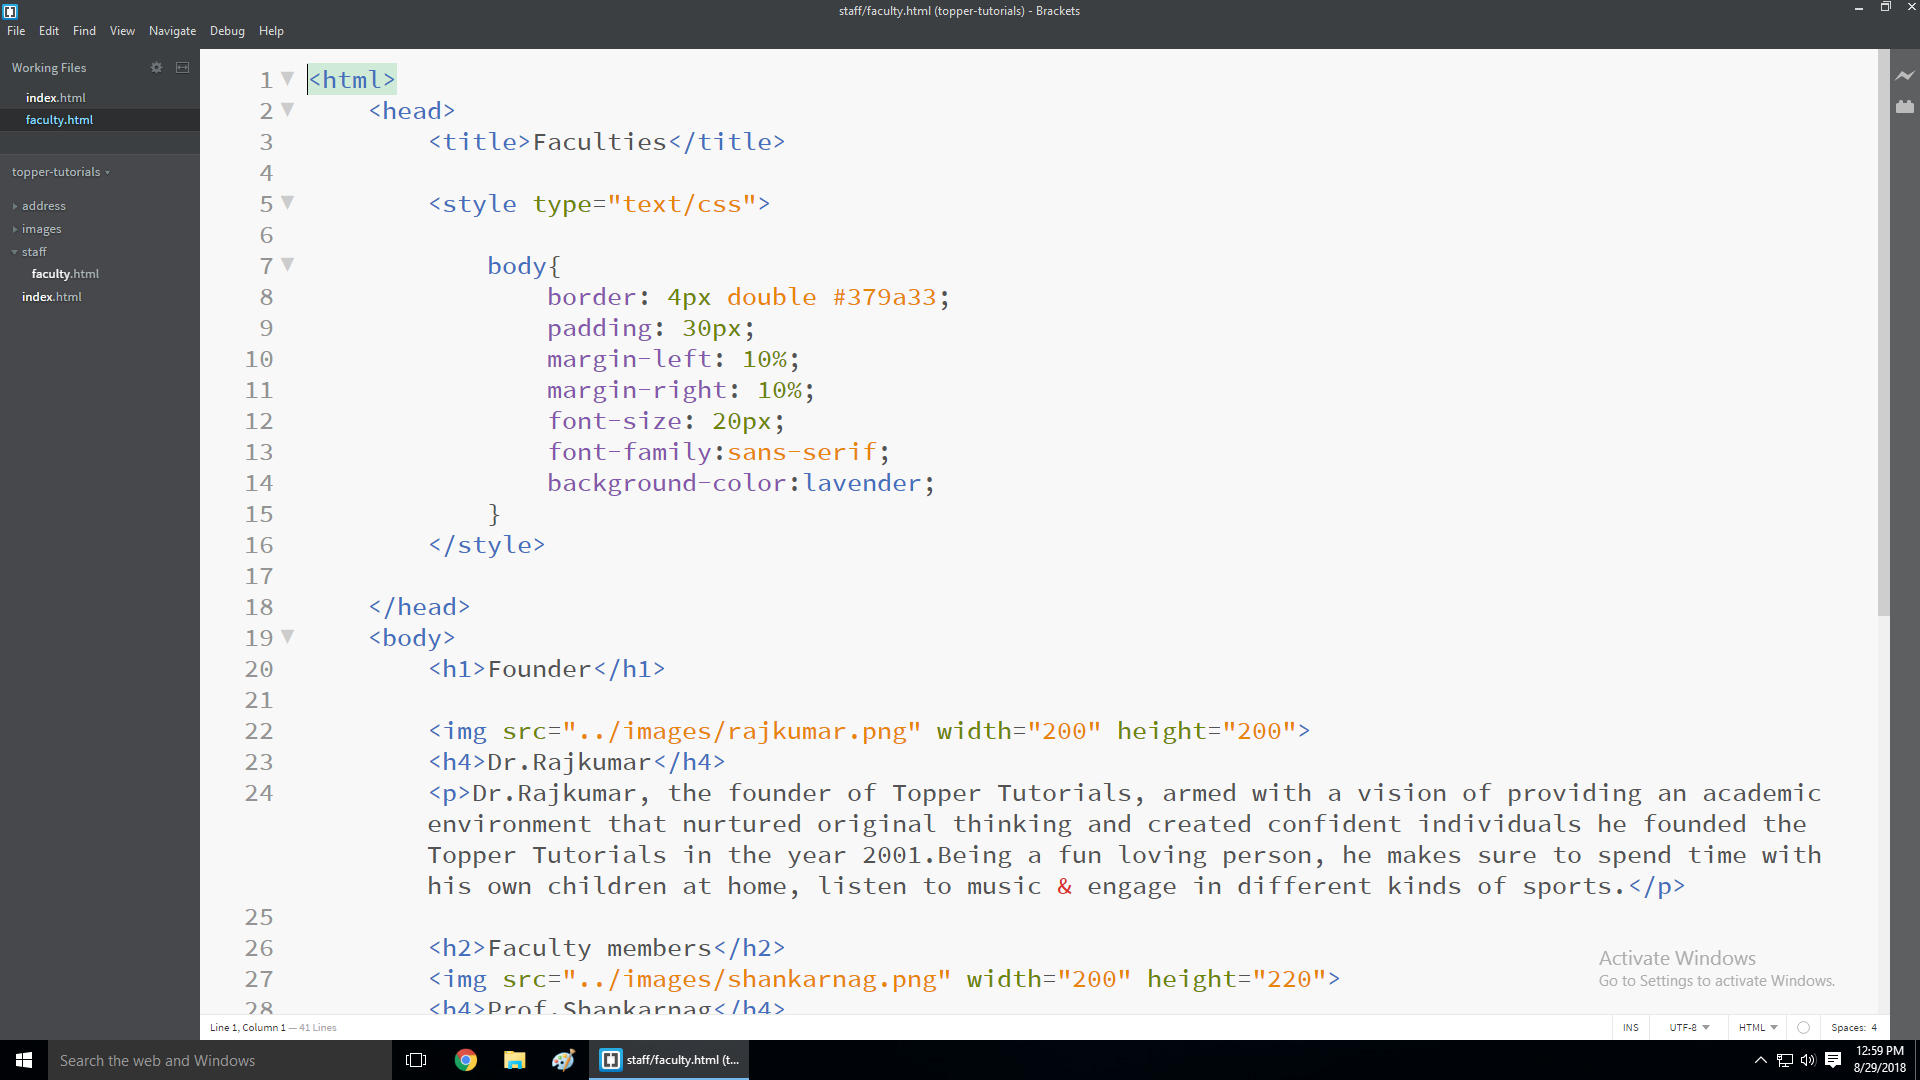 staff/faculty.html (topper-tutorials) - Brackets
File Edit Find View Navigate Debug Help
Working Files
index.html
faculty.html
topper-tutorials
address
images
staff
faculty.html
index.html
1 <html>
2 <head>
3 <title>Faculties</title>
4
5 <style type="text/css">
6
7 body{
8 border: 4px double #379a33;
9 padding: 30px;
10 margin-left: 10%;
11 margin-right: 10%;
12 font-size: 20px;
13 font-family:sans-serif;
14 background-color:lavender;
15 }
16 </style>
17
18 </head>
19 <body>
20 <h1>Founder</h1>
21
22 <img src="../images/rajkumar.png" width="200" height="200">
23 <h4>Dr.Rajkumar</h4>
24 <p>Dr.Rajkumar, the founder of Topper Tutorials, armed with a vision of providing an academic
environment that nurtured original thinking and created confident individuals he founded the
Topper Tutorials in the year 2001.Being a fun loving person, he makes sure to spend time with
his own children at home, listen to music & engage in different kinds of sports.</p>
25
26 <h2>Faculty members</h2>
27 <img src="../images/shankarnag.png" width="200" height="220">
28 <h4>Prof.Shankarnag</h4>
Activate Windows
Go to Settings to activate Windows.
Line 1, Column 1 — 41 Lines
INS UTF-8 HTML Spaces: 4
Search the web and Windows
staff/faculty.html (t...
12:59 PM
8/29/2018